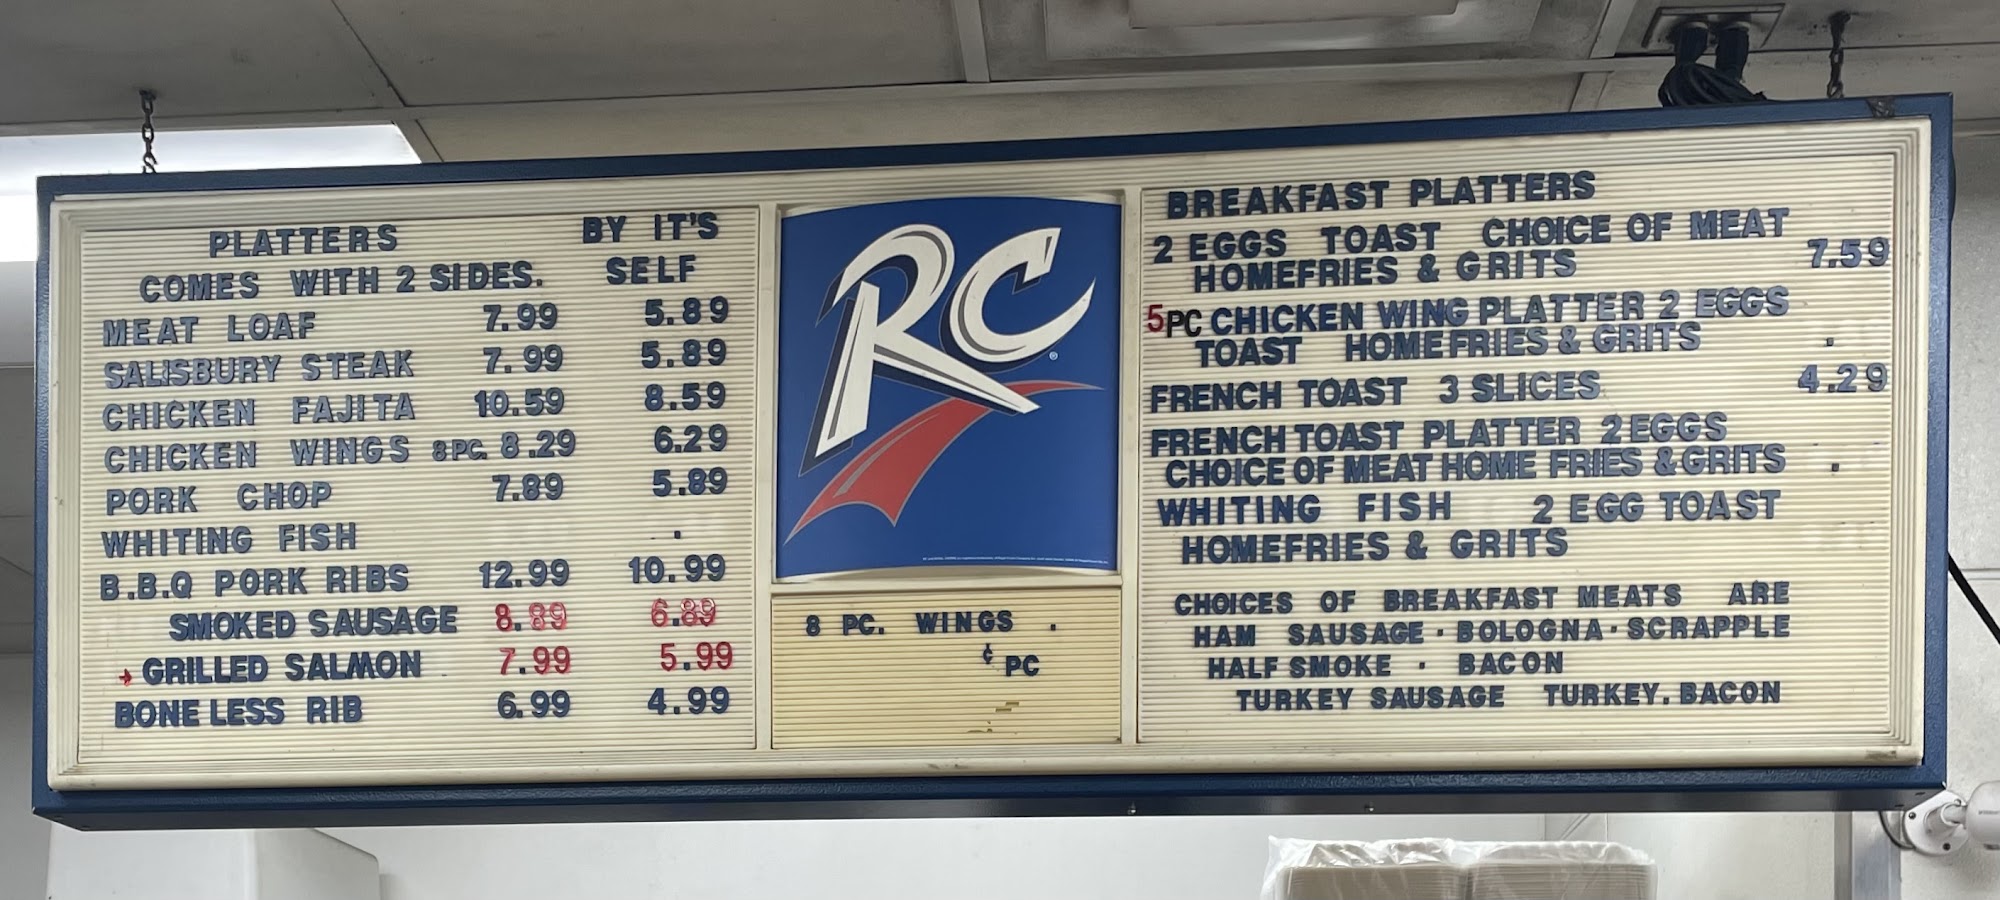 PLATTERS BY IT'S
COMES WITH 2 SIDES. SELF
MEAT LOAF 7.99 5.89
SALISBURY STEAK 7.99 5.89
CHICKEN FAJITA 10.59 8.59
CHICKEN WINGS 8PC. 8.29 6.29
PORK CHOP 7.89 5.89
WHITING FISH .
B.B.Q PORK RIBS 12.99 10.99
SMOKED SAUSAGE 8.89 6.89
→ GRILLED SALMON 7.99 5.99
BONE LESS RIB 6.99 4.99
RC®
8 PC. WINGS .
¢ PC
BREAKFAST PLATTERS
2 EGGS TOAST CHOICE OF MEAT
HOMEFRIES & GRITS 7.59
5PC CHICKEN WING PLATTER 2 EGGS
TOAST HOMEFRIES & GRITS .
FRENCH TOAST 3 SLICES 4.29
FRENCH TOAST PLATTER 2 EGGS
CHOICE OF MEAT HOME FRIES & GRITS .
WHITING FISH 2 EGG TOAST
HOMEFRIES & GRITS
CHOICES OF BREAKFAST MEATS ARE
HAM SAUSAGE · BOLOGNA · SCRAPPLE
HALF SMOKE · BACON
TURKEY SAUSAGE TURKEY. BACON